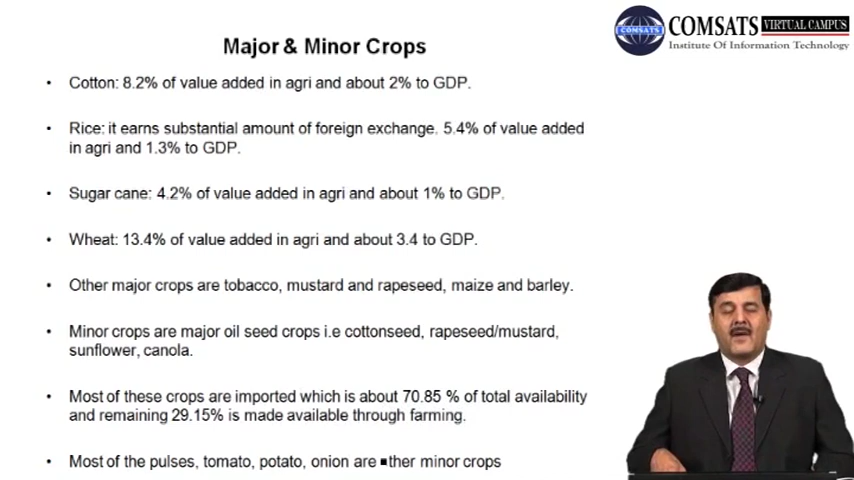 COMSATS VIRTUAL CAMPUS
COMSATS
Institute Of Information Technology
Major & Minor Crops
• Cotton: 8.2% of value added in agri and about 2% to GDP.
• Rice: it earns substantial amount of foreign exchange. 5.4% of value added
in agri and 1.3% to GDP.
• Sugar cane: 4.2% of value added in agri and about 1% to GDP.
• Wheat: 13.4% of value added in agri and about 3.4 to GDP.
• Other major crops are tobacco, mustard and rapeseed, maize and barley.
• Minor crops are major oil seed crops i.e cottonseed, rapeseed/mustard,
sunflower, canola.
• Most of these crops are imported which is about 70.85 % of total availability
and remaining 29.15% is made available through farming.
• Most of the pulses, tomato, potato, onion are ther minor crops